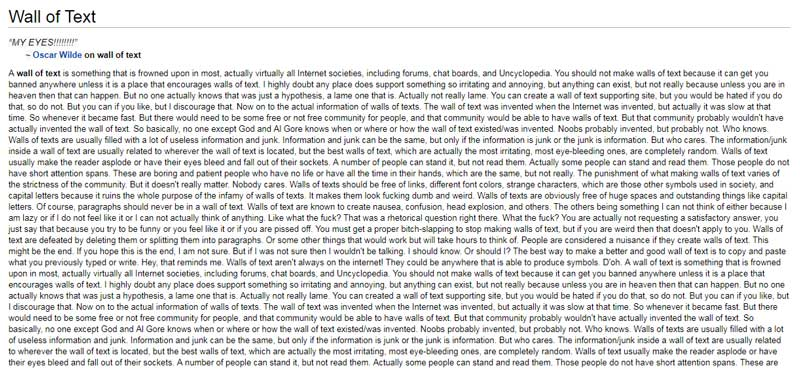 Wall of Text
“MY EYES!!!!!!!!”
~ Oscar Wilde on wall of text
A wall of text is something that is frowned upon in most, actually virtually all Internet societies, including forums, chat boards, and Uncyclopedia. You should not make walls of text because it can get you
banned anywhere unless it is a place that encourages walls of text. I highly doubt any place does support something so irritating and annoying, but anything can exist, but not really because unless you are in
heaven then that can happen. But no one actually knows that was just a hypothesis, a lame one that is. Actually not really lame. You can create a wall of text supporting site, but you would be hated if you do
that, so do not. But you can if you like, but I discourage that. Now on to the actual information of walls of texts. The wall of text was invented when the Internet was invented, but actually it was slow at that
time. So whenever it became fast. But there would need to be some free or not free community for people, and that community would be able to have walls of text. But that community probably wouldn't have
actually invented the wall of text. So basically, no one except God and Al Gore knows when or where or how the wall of text existed/was invented. Noobs probably invented, but probably not. Who knows.
Walls of texts are usually filled with a lot of useless information and junk. Information and junk can be the same, but only if the information is junk or the junk is information. But who cares. The information/junk
inside a wall of text are usually related to wherever the wall of text is located, but the best walls of text, which are actually the most irritating, most eye-bleeding ones, are completely random. Walls of text
usually make the reader asplode or have their eyes bleed and fall out of their sockets. A number of people can stand it, but not read them. Actually some people can stand and read them. Those people do not
have short attention spans. These are boring and patient people who have no life or have all the time in their hands, which are the same, but not really. The punishment of what making walls of text varies of
the strictness of the community. But it doesn't really matter. Nobody cares. Walls of texts should be free of links, different font colors, strange characters, which are those other symbols used in society, and
capital letters because it ruins the whole purpose of the infamy of walls of texts. It makes them look fucking dumb and weird. Walls of texts are obviously free of huge spaces and outstanding things like capital
letters. Of course, paragraphs should never be in a wall of text. Walls of text are known to create nausea, confusion, head explosion, and others. The others being something I can not think of either because I
am lazy or if I do not feel like it or I can not actually think of anything. Like what the fuck? That was a rhetorical question right there. What the fuck? You are actually not requesting a satisfactory answer, you
just say that because you try to be funny or you feel like it or if you are pissed off. You must get a proper bitch-slapping to stop making walls of text, but if you are weird then that doesn't apply to you. Walls of
text are defeated by deleting them or splitting them into paragraphs. Or some other things that would work but will take hours to think of. People are considered a nuisance if they create walls of text. This
might be the end. If you hope this is the end, I am not sure. But if I was not sure then I wouldn't be talking. I should know. Or should I? The best way to make a better and good wall of text is to copy and paste
what you previously typed or write. Hey, that reminds me. Walls of text aren't always on the internet! They could be anywhere that is able to produce symbols. D'oh. A wall of text is something that is frowned
upon in most, actually virtually all Internet societies, including forums, chat boards, and Uncyclopedia. You should not make walls of text because it can get you banned anywhere unless it is a place that
encourages walls of text. I highly doubt any place does support something so irritating and annoying, but anything can exist, but not really because unless you are in heaven then that can happen. But no one
actually knows that was just a hypothesis, a lame one that is. Actually not really lame. You can created a wall of text supporting site, but you would be hated if you do that, so do not. But you can if you like, but
I discourage that. Now on to the actual information of walls of texts. The wall of text was invented when the Internet was invented, but actually it was slow at that time. So whenever it became fast. But there
would need to be some free or not free community for people, and that community would be able to have walls of text. But that community probably wouldn't have actually invented the wall of text. So
basically, no one except God and Al Gore knows when or where or how the wall of text existed/was invented. Noobs probably invented, but probably not. Who knows. Walls of texts are usually filled with a lot
of useless information and junk. Information and junk can be the same, but only if the information is junk or the junk is information. But who cares. The information/junk inside a wall of text are usually related
to wherever the wall of text is located, but the best walls of text, which are actually the most irritating, most eye-bleeding ones, are completely random. Walls of text usually make the reader asplode or have
their eyes bleed and fall out of their sockets. A number of people can stand it, but not read them. Actually some people can stand and read them. Those people do not have short attention spans. These are